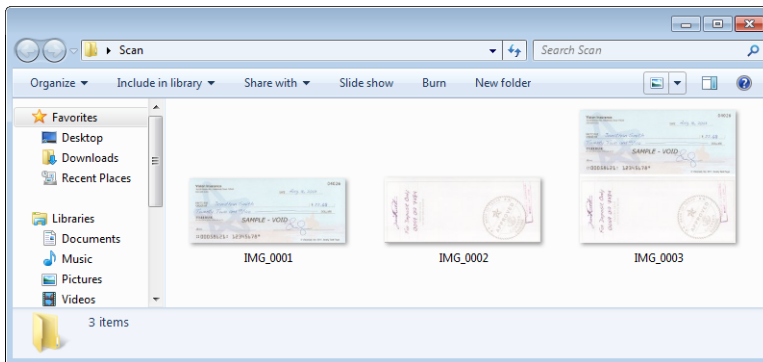 Scan
Search Scan
Organize
Include in library
Share with
Slide show
Burn
New folder
Favorites
Desktop
Downloads
Recent Places
Libraries
Documents
Music
Pictures
Videos
SAMPLE - VOID
IMG_0001
IMG_0002
SAMPLE - VOID
IMG_0003
3 items